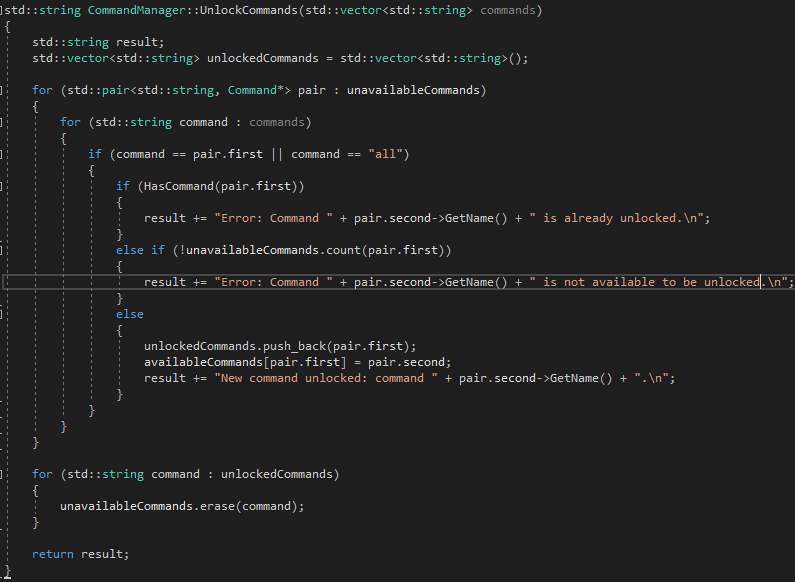 std::string CommandManager::UnlockCommands(std::vector<std::string> commands)
{
    std::string result;
    std::vector<std::string> unlockedCommands = std::vector<std::string>();

    for (std::pair<std::string, Command*> pair : unavailableCommands)
    {
        for (std::string command : commands)
        {
            if (command == pair.first || command == "all")
            {
                if (HasCommand(pair.first))
                {
                    result += "Error: Command " + pair.second->GetName() + " is already unlocked.\n";
                }
                else if (!unavailableCommands.count(pair.first))
                {
                    result += "Error: Command " + pair.second->GetName() + " is not available to be unlocked.\n";
                }
                else
                {
                    unlockedCommands.push_back(pair.first);
                    availableCommands[pair.first] = pair.second;
                    result += "New command unlocked: command " + pair.second->GetName() + ".\n";
                }
            }
        }
    }

    for (std::string command : unlockedCommands)
    {
        unavailableCommands.erase(command);
    }

    return result;
}